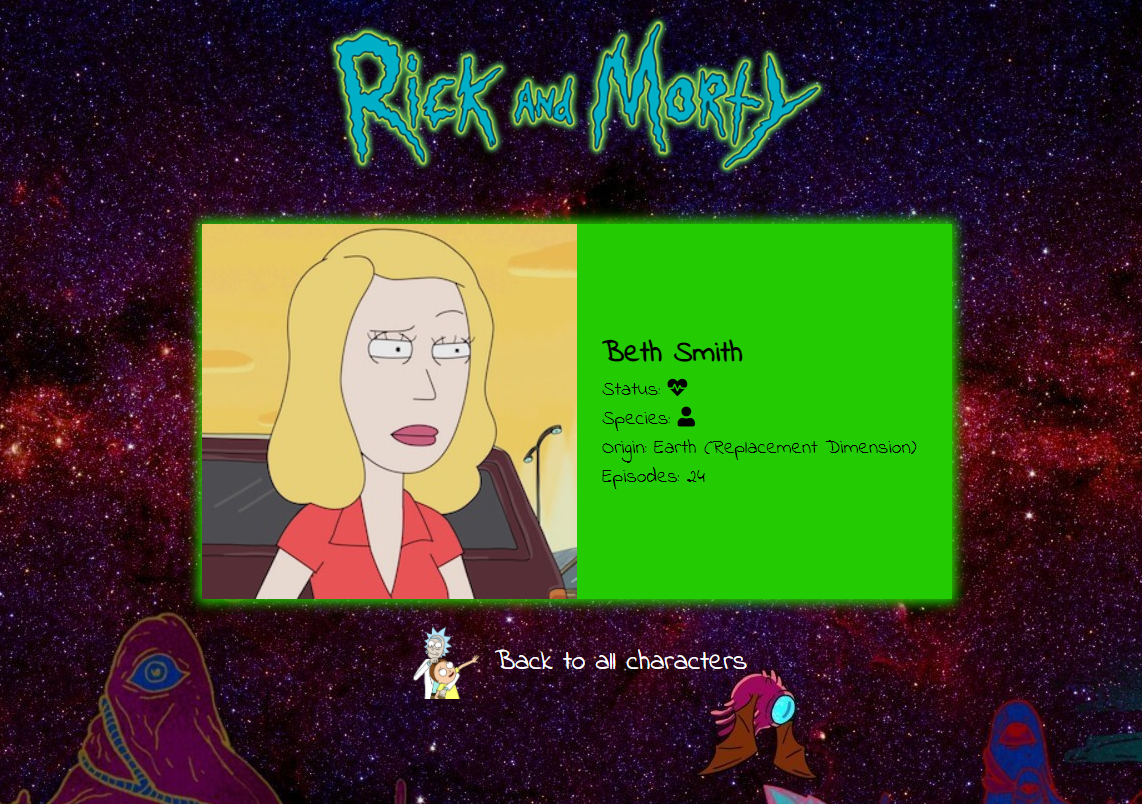 Rick and Morty
Beth Smith
Status:
Species:
Origin: Earth (Replacement Dimension)
Episodes: 24
Back to all characters